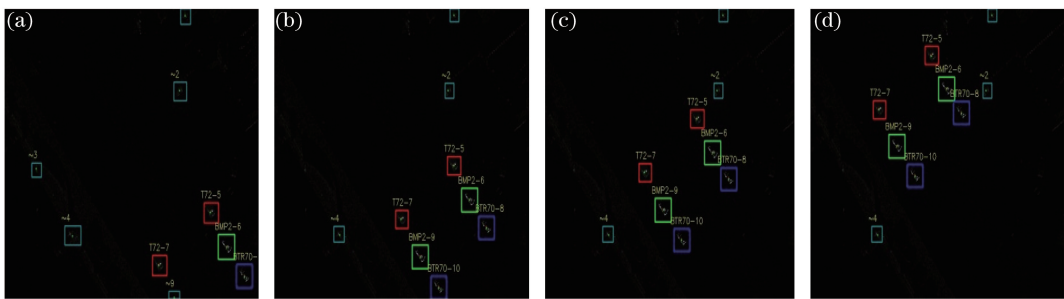 (a)
~2
~3
T72-5
~4
BMP2-6
T72-7
BTR70-
~9
(b)
~2
T72-5
BMP2-6
T72-7
BTR70-8
~4
BMP2-9
BTR70-10
(c)
~2
T72-5
BMP2-6
T72-7
BTR70-8
BMP2-9
~4
BTR70-10
(d)
T72-5
BMP2-6
~2
T72-7
BTR70-8
BMP2-9
BTR70-10
~4